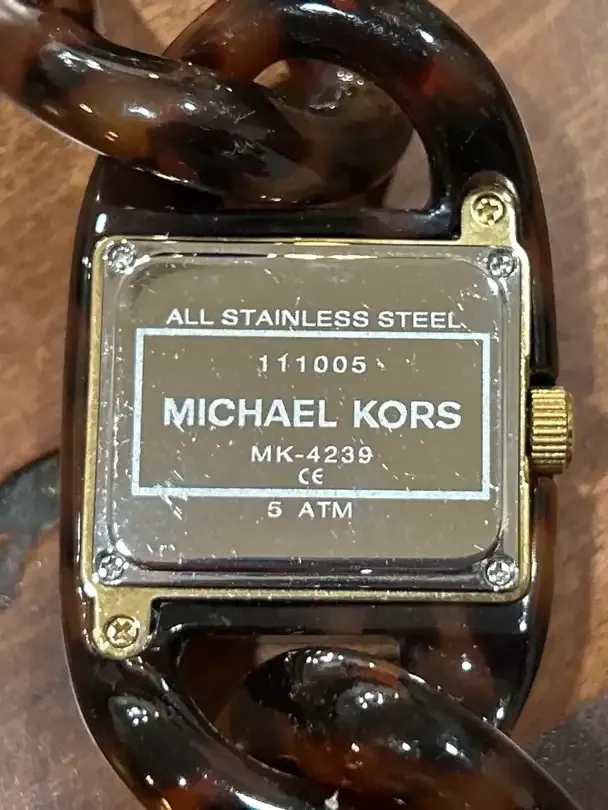 ALL STAINLESS STEEL
111005
MICHAEL KORS
MK-4239
CE
5 ATM